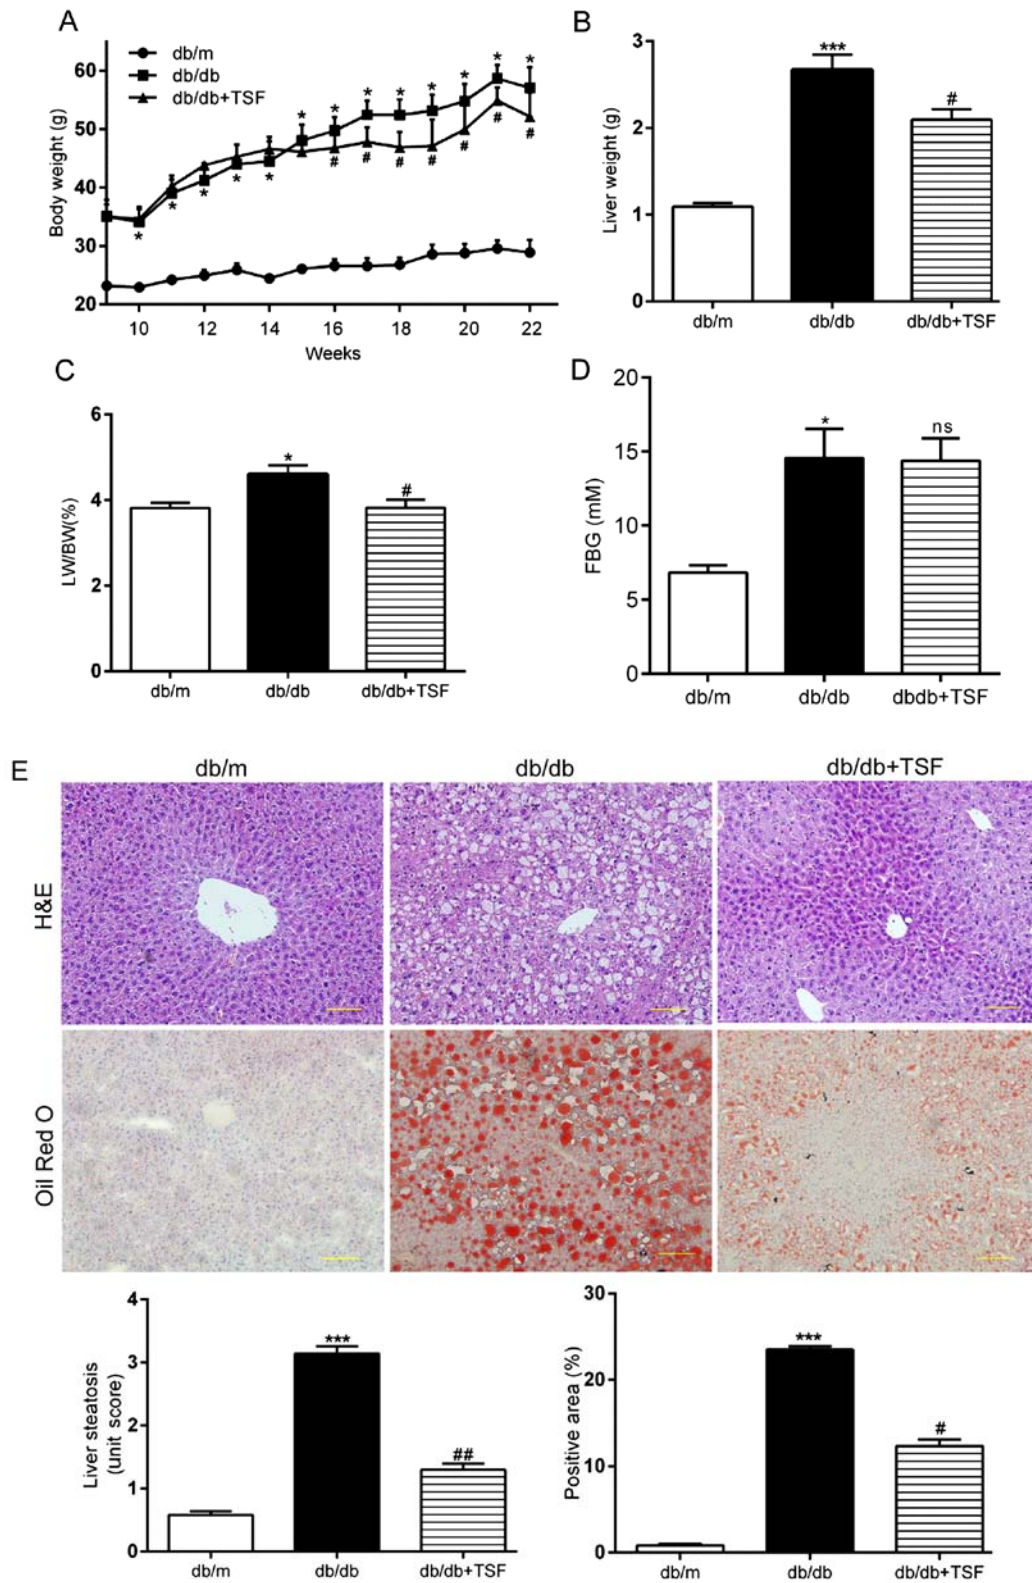 A
db/m
db/db
db/db+TSF
Body weight (g)
60
50
40
30
20
* * * * * * * * * * * * *
# # # # # # #
10 12 14 16 18 20 22
Weeks
B
Liver weight (g)
3
2
1
0
***
#
db/m db/db db/db+TSF
C
LW/BW(%)
6
4
2
0
*
#
db/m db/db db/db+TSF
D
FBG (mM)
20
15
10
5
0
*
ns
db/m db/db dbdb+TSF
E
db/m db/db db/db+TSF
H&E
Oil Red O
Liver steatosis
(unit score)
4
3
2
1
0
***
##
db/m db/db db/db+TSF
Positive area (%)
30
20
10
0
***
#
db/m db/db db/db+TSF